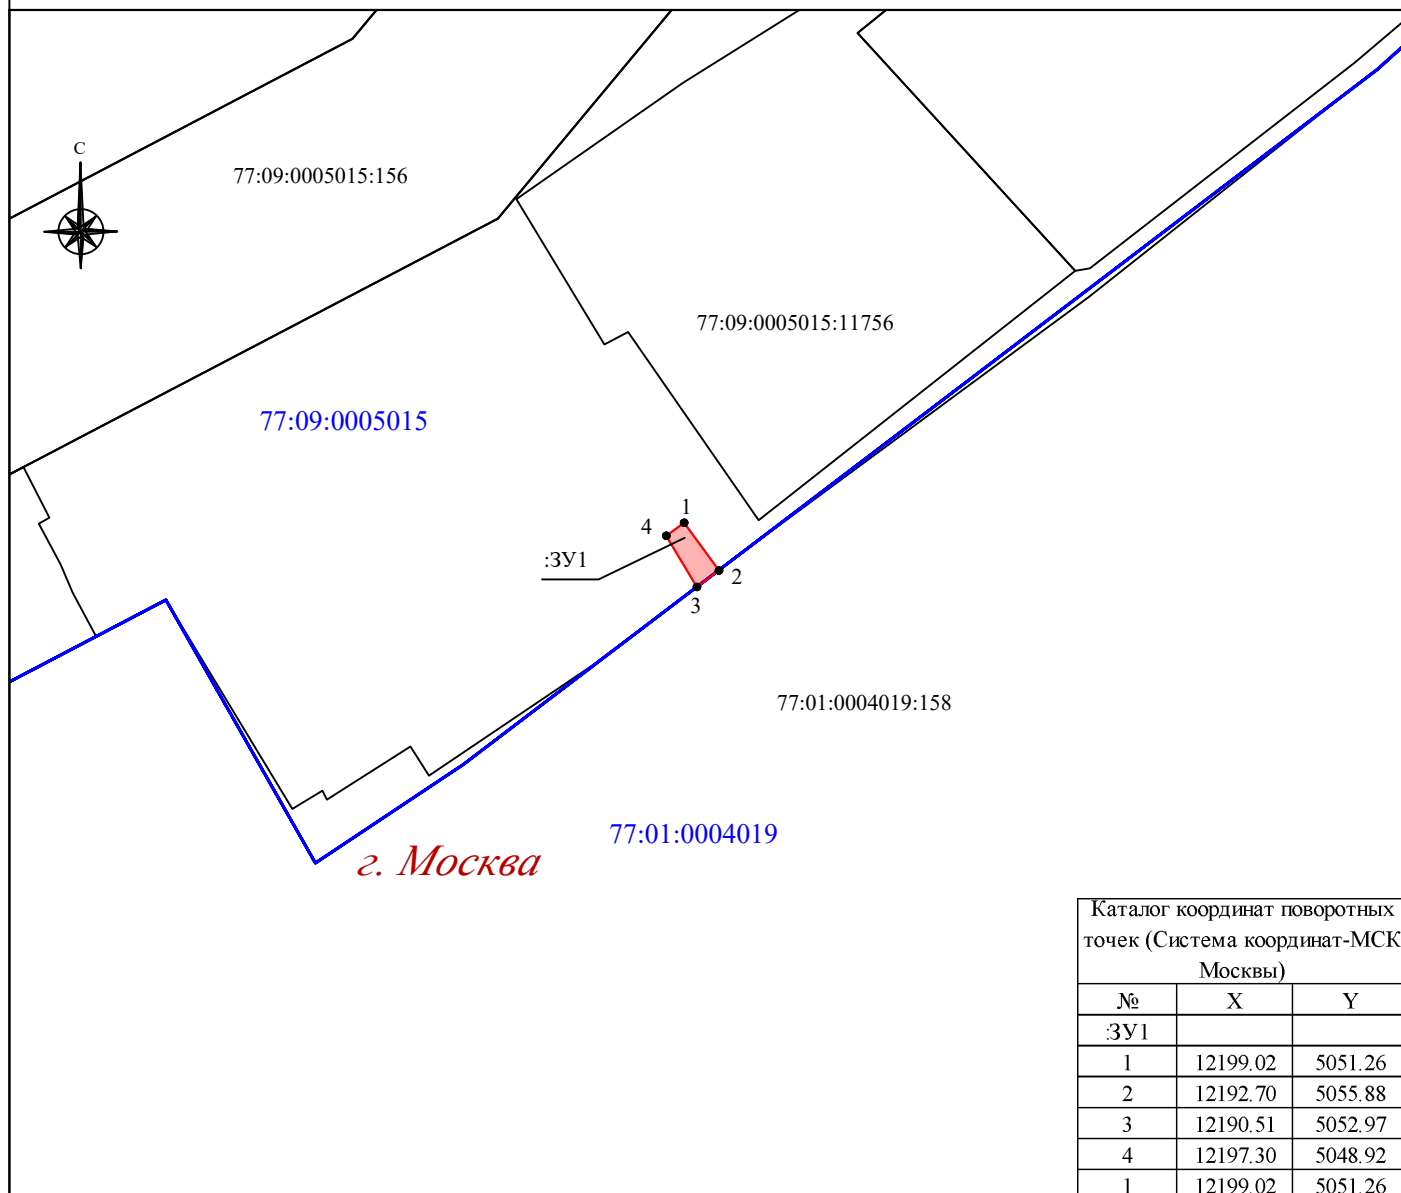 С
77:09:0005015:156
77:09:0005015:11756
77:09:0005015
1
4
:ЗУ1
2
3
77:01:0004019:158
77:01:0004019
г. Москва
Каталог координат поворотных
точек (Система координат-МСК
Москвы)
№ X Y
:ЗУ1
1 12199.02 5051.26
2 12192.70 5055.88
3 12190.51 5052.97
4 12197.30 5048.92
1 12199.02 5051.26